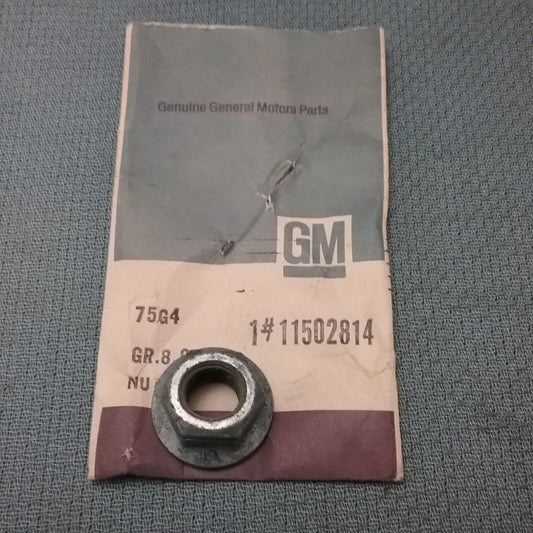 Genuine General Motors Parts
GM
75G4
1# 11502814
GR.8
NU